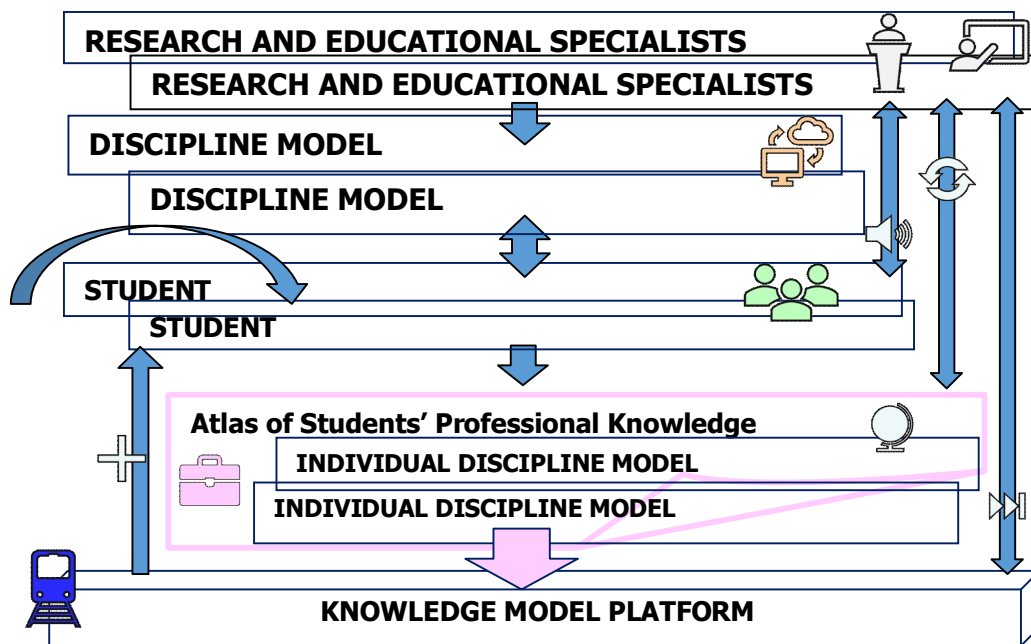 RESEARCH AND EDUCATIONAL SPECIALISTS
RESEARCH AND EDUCATIONAL SPECIALISTS
DISCIPLINE MODEL
DISCIPLINE MODEL
STUDENT
STUDENT
Atlas of Students’ Professional Knowledge
INDIVIDUAL DISCIPLINE MODEL
INDIVIDUAL DISCIPLINE MODEL
KNOWLEDGE MODEL PLATFORM